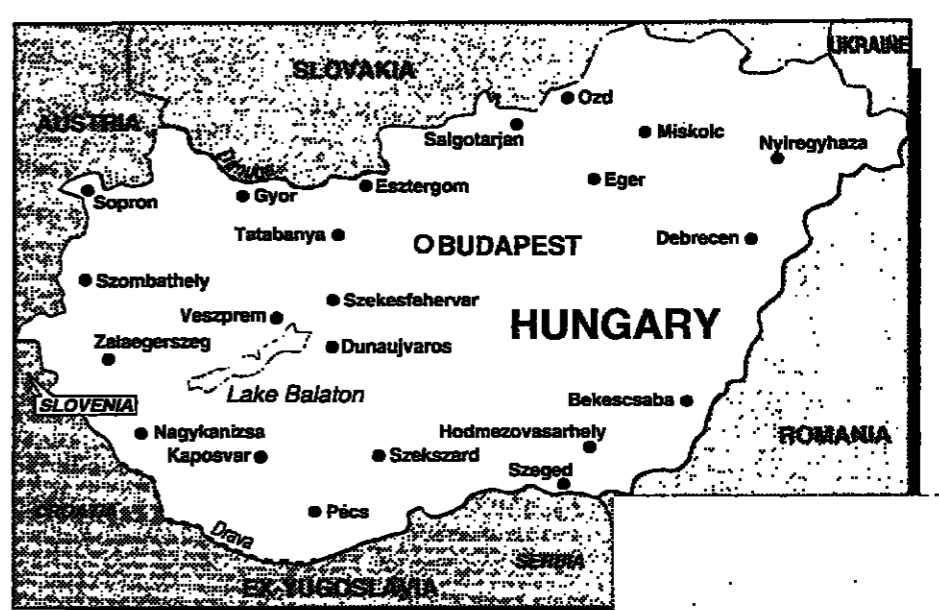 UKRAINE
SLOVAKIA
Ozd
AUSTRIA
Salgotarjan
Miskolc
Nyiregyhaza
Danube
Eger
Esztergom
Sopron
Gyor
Tatabanya
BUDAPEST
Debrecen
Szombathely
Szekesfehervar
Veszprem
HUNGARY
Zalaegerszeg
Dunaujvaros
Lake Balaton
SLOVENIA
Bekescsaba
Nagykanizsa
Hodmezovasarhely
ROMANIA
Kaposvar
Szekszard
Szeged
CROATIA
Pécs
Drava
SERBIA
EX-YUGOSLAVIA